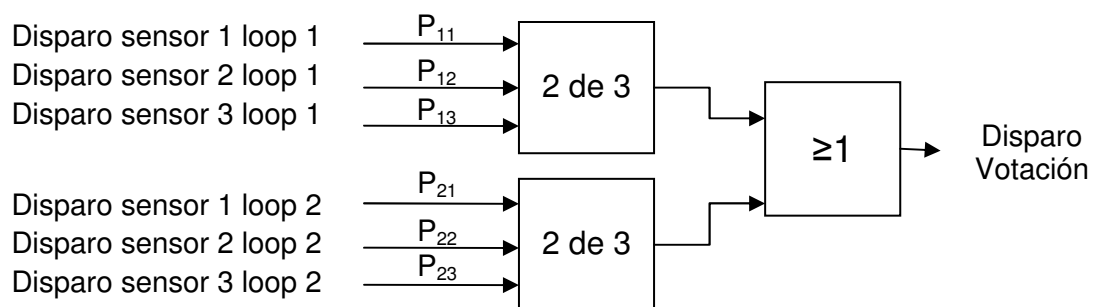 Disparo sensor 1 loop 1
P11
Disparo sensor 2 loop 1
P12
Disparo sensor 3 loop 1
P13
2 de 3
≥1
Disparo
Votación
Disparo sensor 1 loop 2
P21
Disparo sensor 2 loop 2
P22
Disparo sensor 3 loop 2
P23
2 de 3